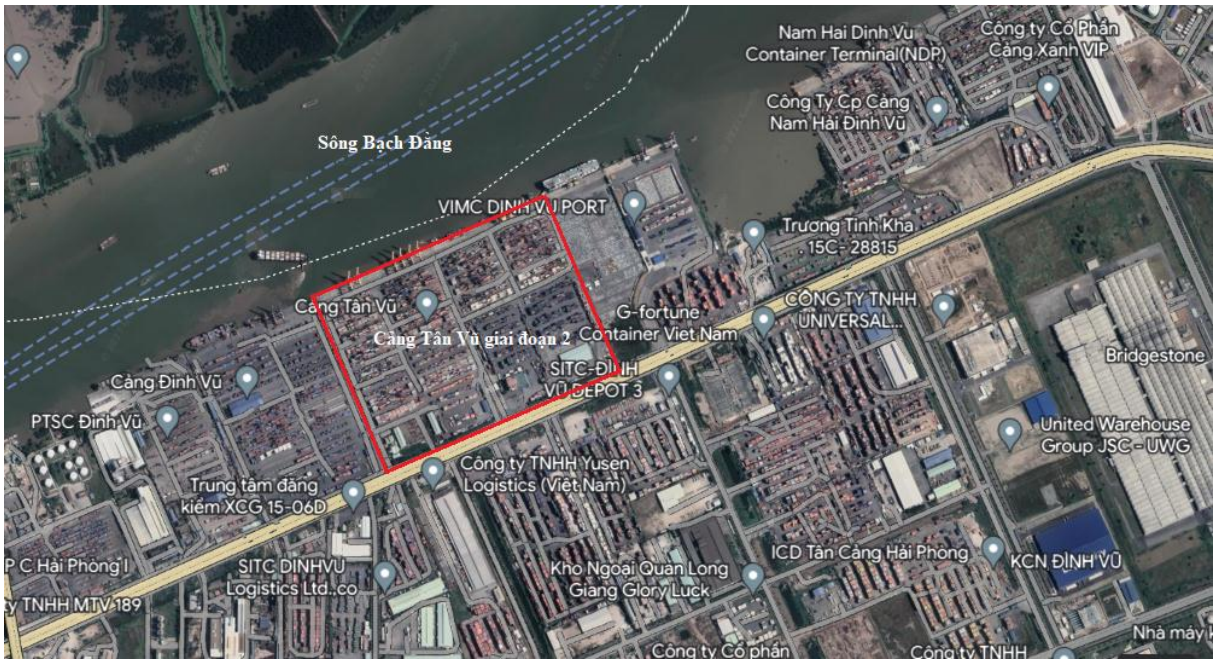 Nam Hai Dinh Vu
Container Terminal(NDP)
Công ty Cổ Phần
Cảng Xanh VIP
Công Ty Cp Cảng
Nam Hải Đình Vũ
Sông Bạch Đằng
VIMC DINH VU PORT
Trương Tinh Kha
. 15C- 28815
Cảng Tân Vũ
Cảng Tân Vũ giai đoạn 2
G-fortune
Container Viet Nam
CÔNG TY TNHH
UNIVERSAL...
Bridgestone
SITC-ĐÌNH
VŨ DEPOT 3
Cảng Đình Vũ
PTSC Đình Vũ
United Warehouse
Group JSC - UWG
Công ty TNHH Yusen
Logistics (Việt Nam)
Trung tâm đăng
kiểm XCG 15-06D
P C Hải Phòng I
SITC DINHVU
Logistics Ltd.,co
ty TNHH MTV 189
Kho Ngoại Quan Long
Giang Glory Luck
ICD Tân Cảng Hải Phòng
KCN ĐÌNH VŨ
Nhà máy
Công ty Cổ phần
Công ty TNHH